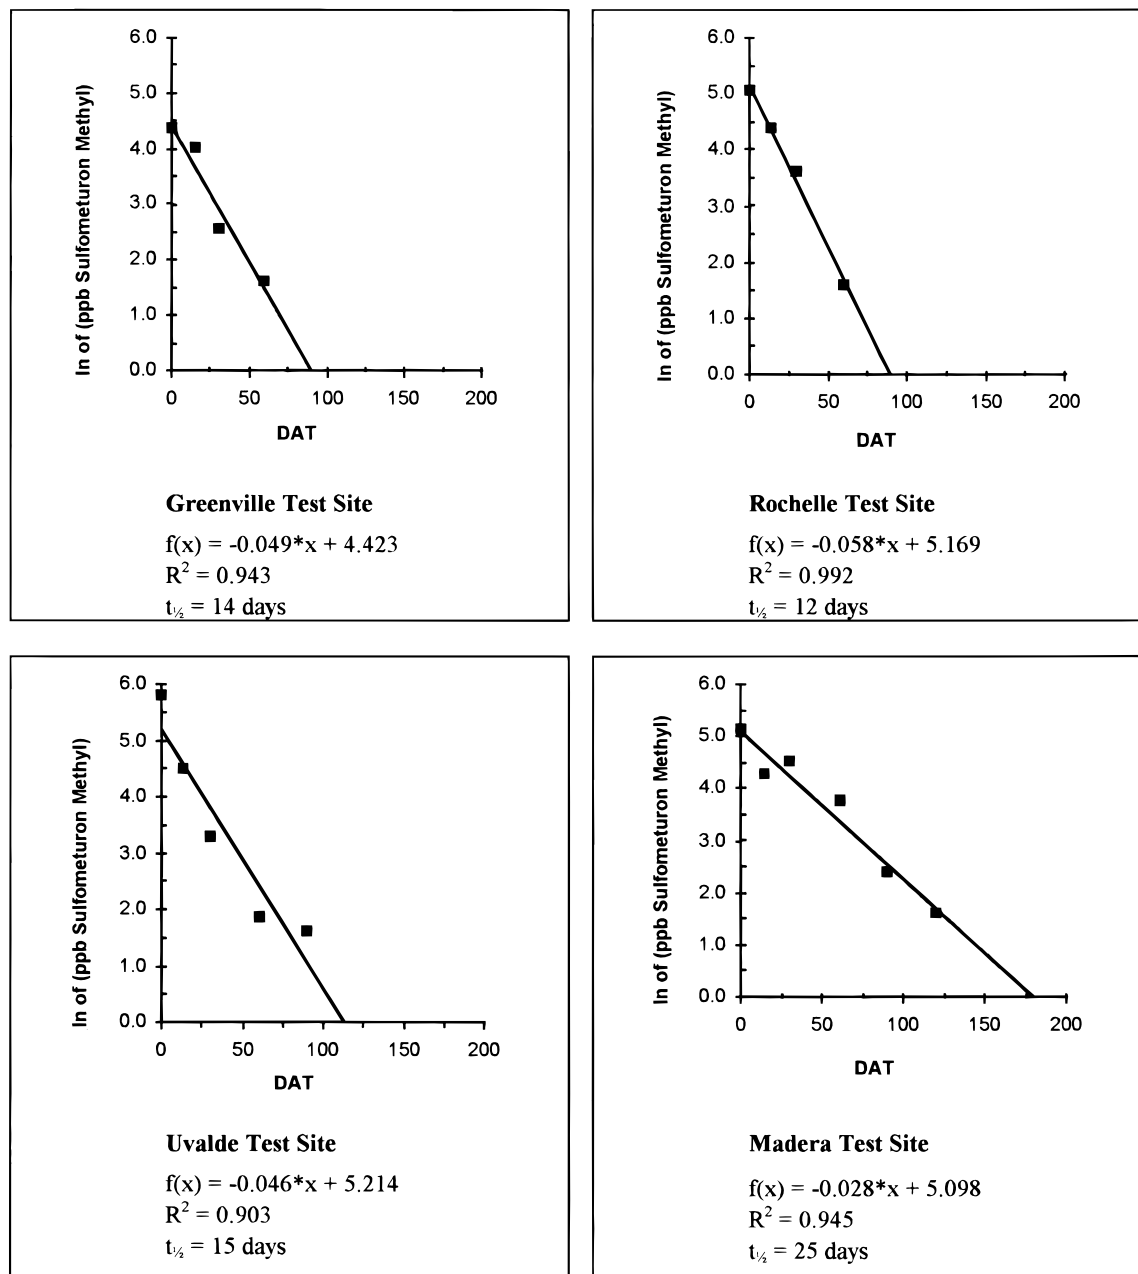 6.0
5.0
4.0
3.0
2.0
1.0
0.0
ln of (ppb Sulfometuron Methyl)
0 50 100 150 200
DAT
Greenville Test Site
f(x) = -0.049*x + 4.423
R² = 0.943
t½ = 14 days
6.0
5.0
4.0
3.0
2.0
1.0
0.0
ln of (ppb Sulfometuron Methyl)
0 50 100 150 200
DAT
Rochelle Test Site
f(x) = -0.058*x + 5.169
R² = 0.992
t½ = 12 days
6.0
5.0
4.0
3.0
2.0
1.0
0.0
ln of (ppb Sulfometuron Methyl)
0 50 100 150 200
DAT
Uvalde Test Site
f(x) = -0.046*x + 5.214
R² = 0.903
t½ = 15 days
6.0
5.0
4.0
3.0
2.0
1.0
0.0
ln of (ppb Sulfometuron Methyl)
0 50 100 150 200
DAT
Madera Test Site
f(x) = -0.028*x + 5.098
R² = 0.945
t½ = 25 days